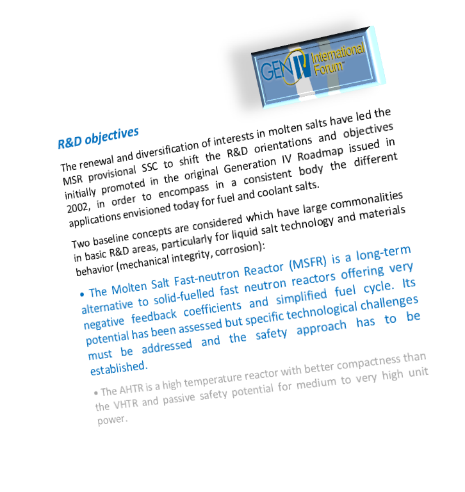 GEN IV International
Forum
R&D objectives
The renewal and diversification of interests in molten salts have led the
MSR provisional SSC to shift the R&D orientations and objectives
initially promoted in the original Generation IV Roadmap issued in
2002, in order to encompass in a consistent body the different
applications envisioned today for fuel and coolant salts.
Two baseline concepts are considered which have large commonalities
in basic R&D areas, particularly for liquid salt technology and materials
behavior (mechanical integrity, corrosion):
• The Molten Salt Fast-neutron Reactor (MSFR) is a long-term
alternative to solid-fuelled fast neutron reactors offering very
negative feedback coefficients and simplified fuel cycle. Its
potential has been assessed but specific technological challenges
must be addressed and the safety approach has to be
established.
• The AHTR is a high temperature reactor with better compactness than
the VHTR and passive safety potential for medium to very high unit
power.